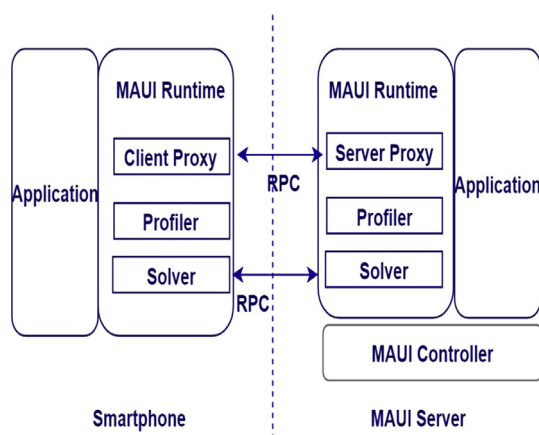 MAUI Runtime
Client Proxy
Application
Profiler
Solver
RPC
RPC
MAUI Runtime
Server Proxy
Application
Profiler
Solver
MAUI Controller
Smartphone
MAUI Server